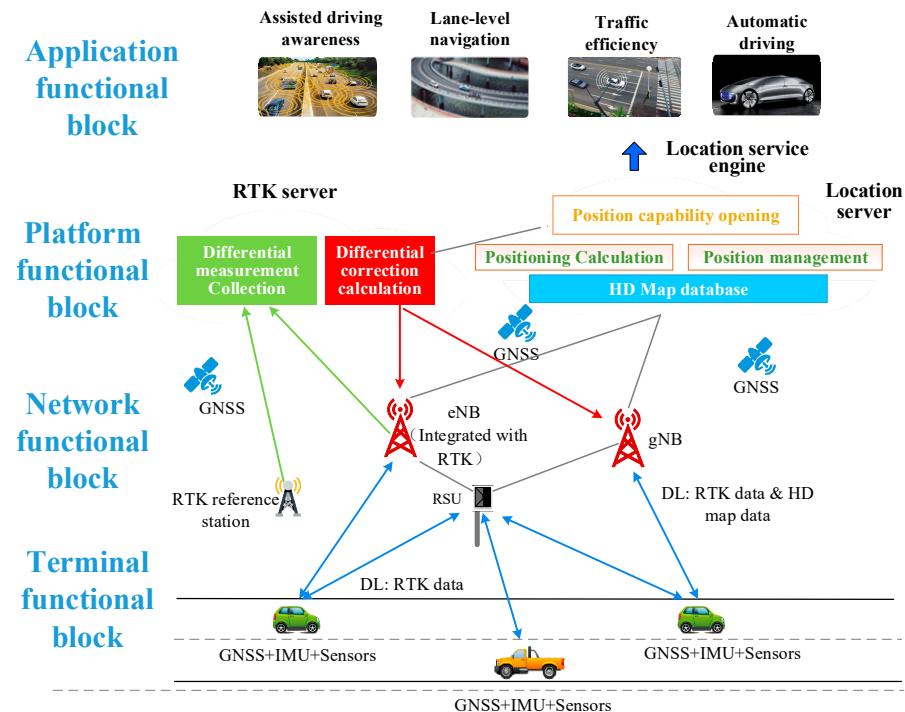 Application
functional
block
Assisted driving
awareness
Lane-level
navigation
Traffic
efficiency
Automatic
driving
Location service
engine
RTK server
Location
server
Platform
functional
block
Differential
measurement
Collection
Differential
correction
calculation
Position capability opening
Positioning Calculation
Position management
HD Map database
GNSS
GNSS
GNSS
Network
functional
block
eNB
（Integrated with
RTK）
gNB
RTK reference
station
RSU
DL: RTK data & HD
map data
Terminal
functional
block
DL: RTK data
GNSS+IMU+Sensors
GNSS+IMU+Sensors
GNSS+IMU+Sensors